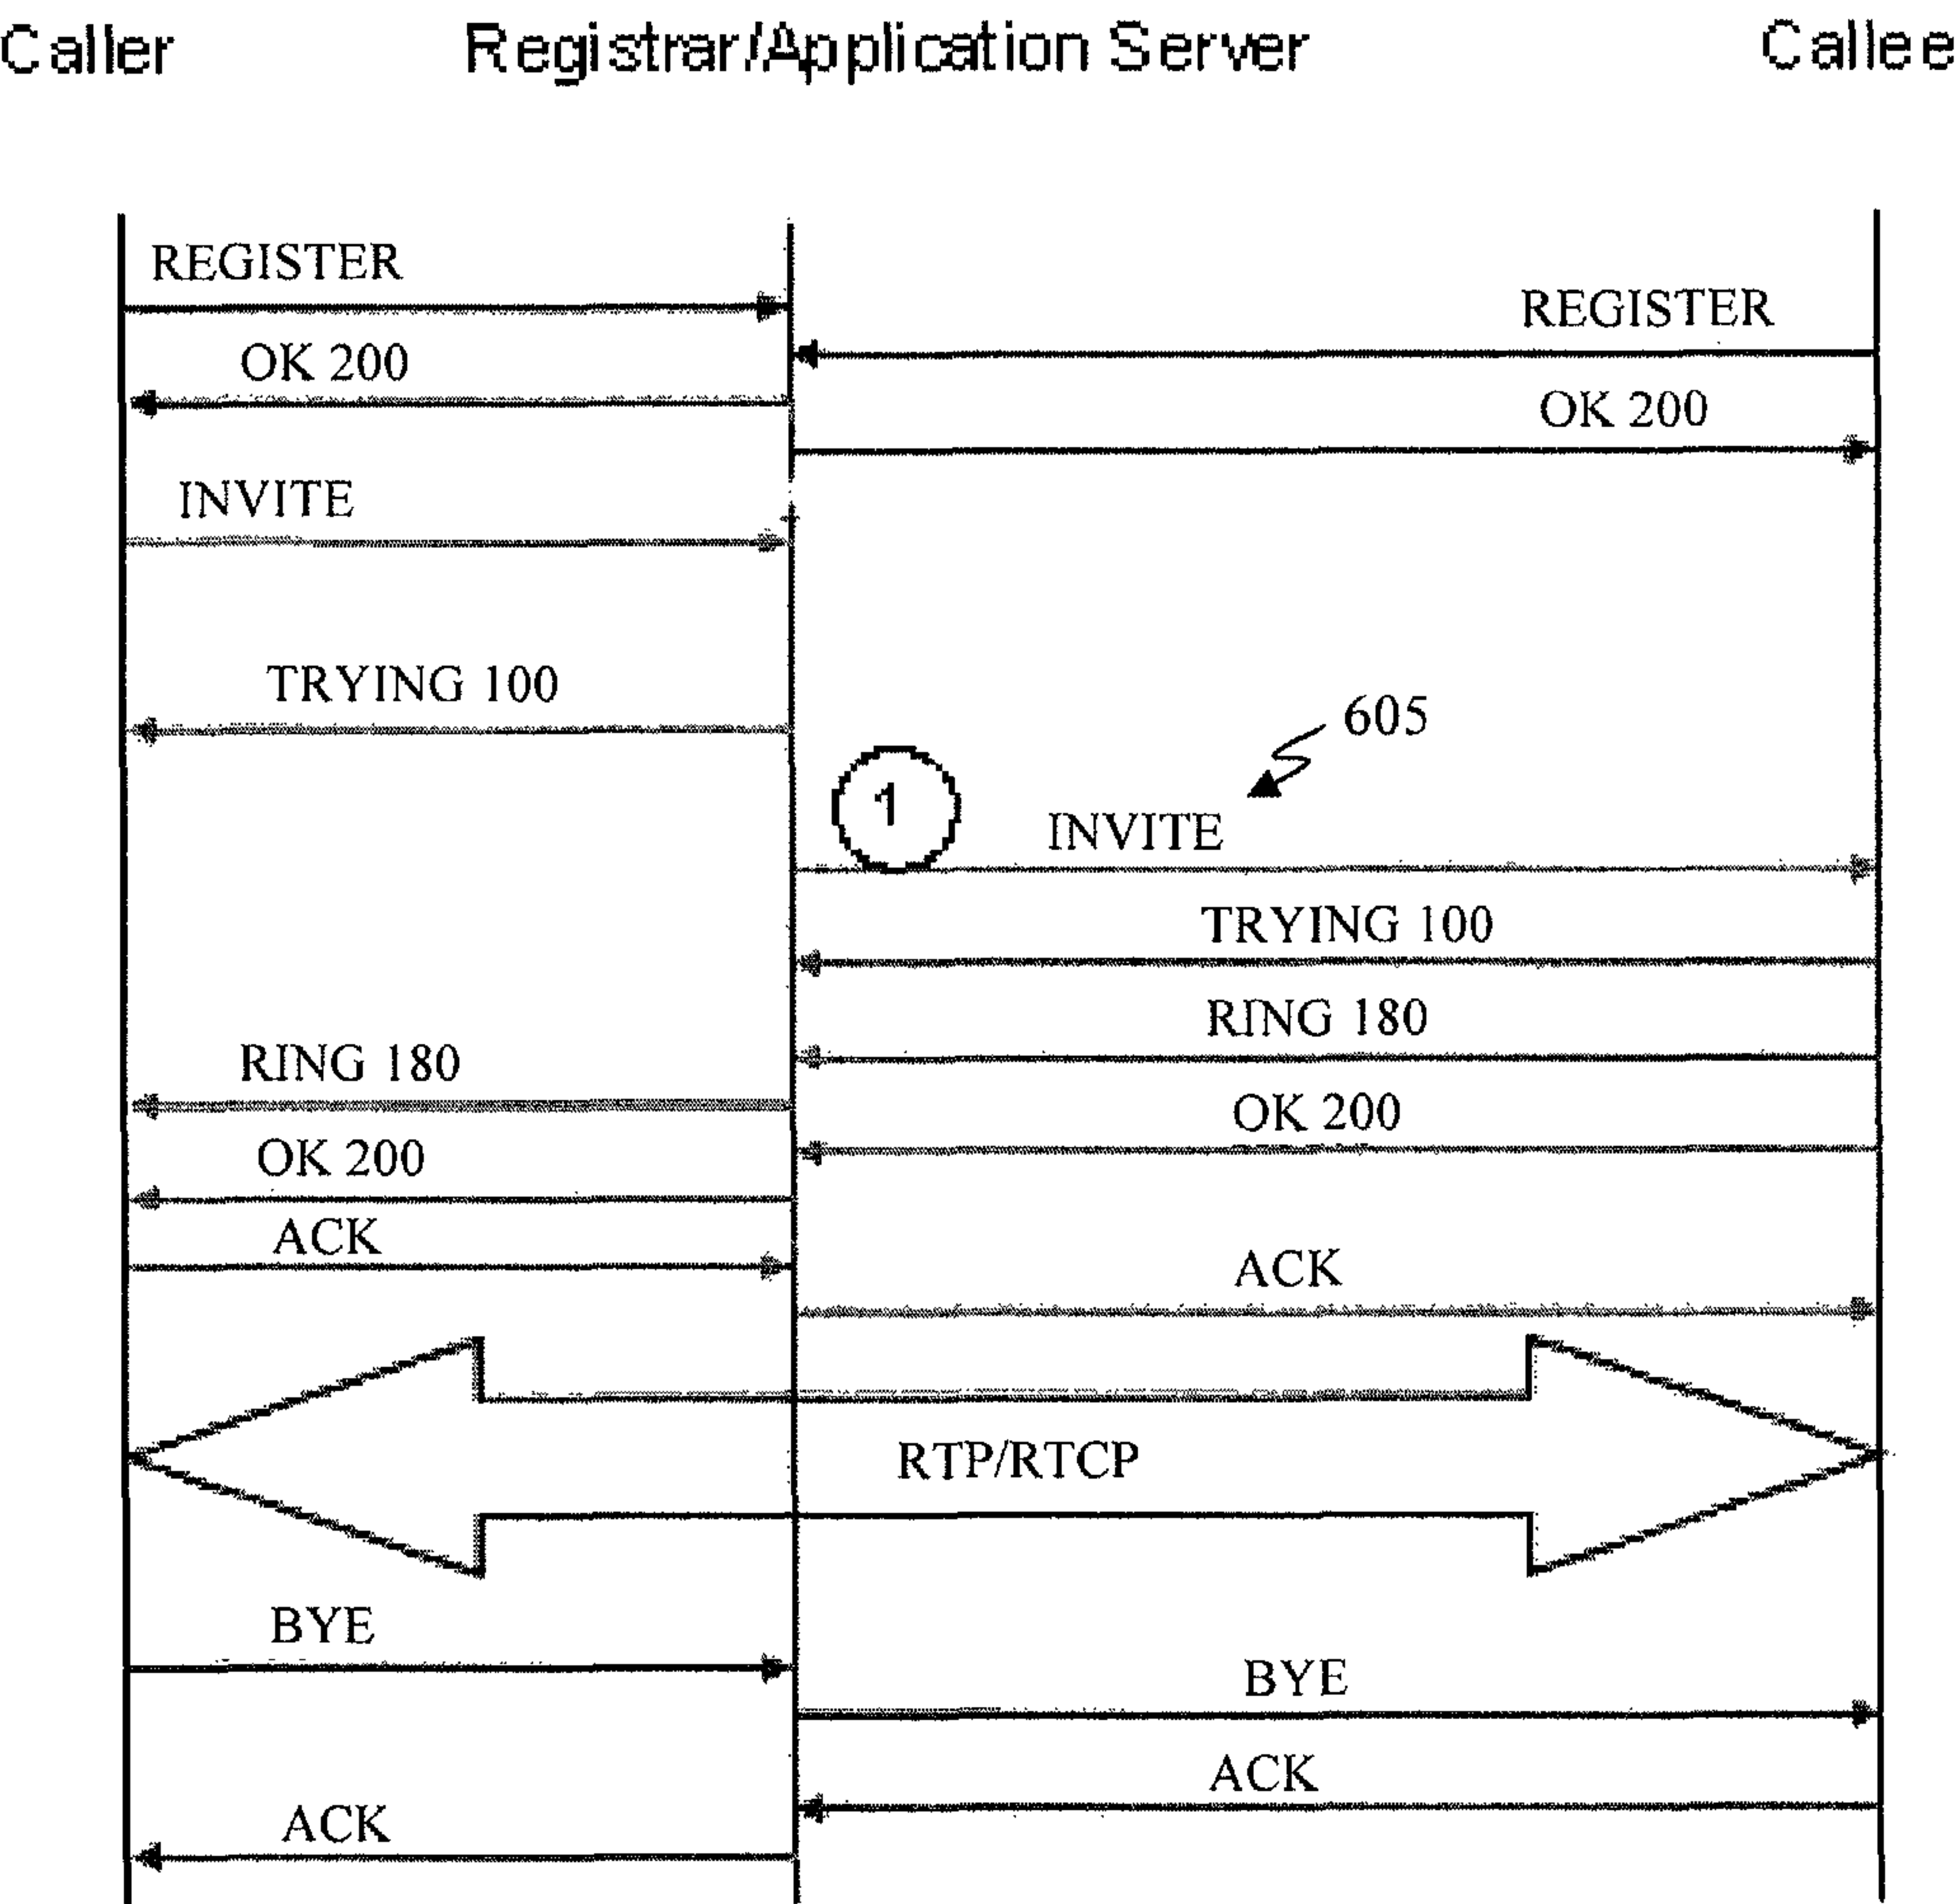 Caller Registrar/Application Server Callee
REGISTER
REGISTER
OK 200
OK 200
INVITE
TRYING 100
605
1
INVITE
TRYING 100
RING 180
RING 180
OK 200
OK 200
ACK
ACK
RTP/RTCP
BYE
BYE
ACK
ACK